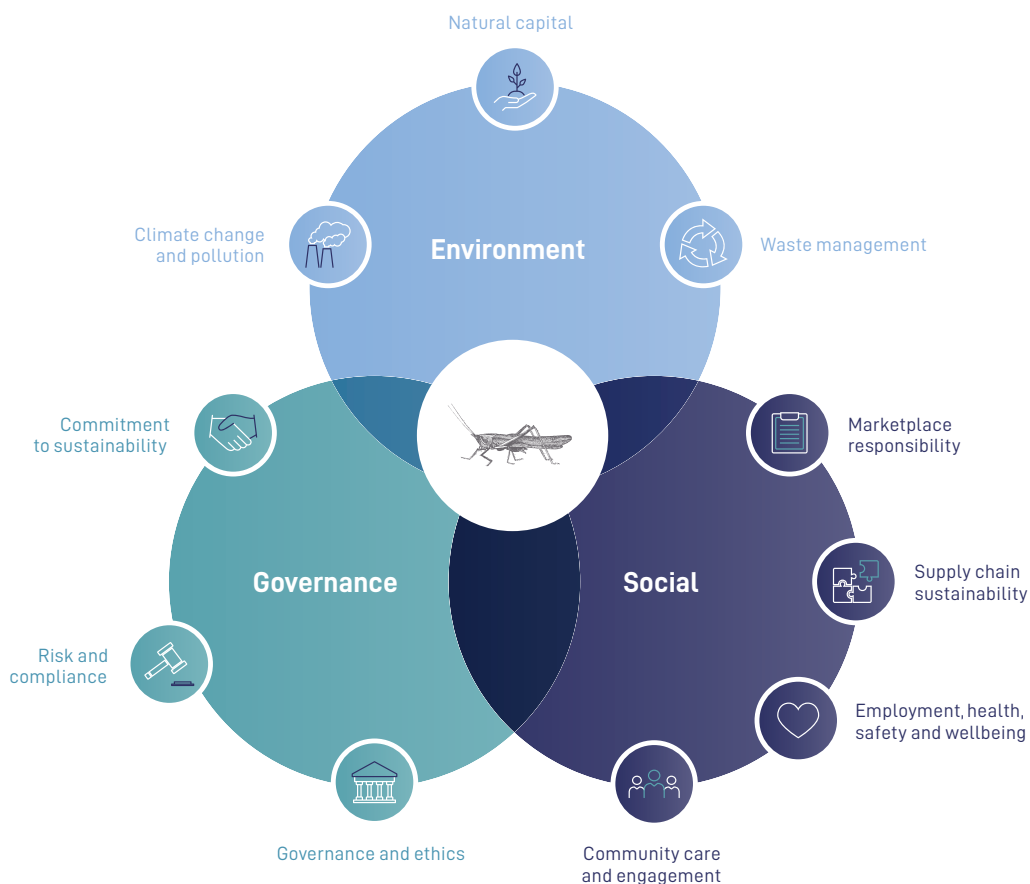 Natural capital
Climate change
and pollution
Environment
Waste management
Commitment
to sustainability
Marketplace
responsibility
Governance
Social
Supply chain
sustainability
Risk and
compliance
Employment, health,
safety and wellbeing
Governance and ethics
Community care
and engagement